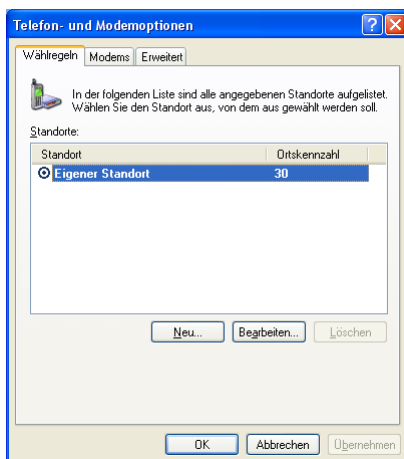 Telefon- und Modemoptionen
Wählregeln Modems Erweitert
In der folgenden Liste sind alle angegebenen Standorte aufgelistet.
Wählen Sie den Standort aus, von dem aus gewählt werden soll.
Standorte:
Standort Ortskennzahl
Eigener Standort 30
Neu... Bearbeiten... Löschen
OK Abbrechen Übernehmen